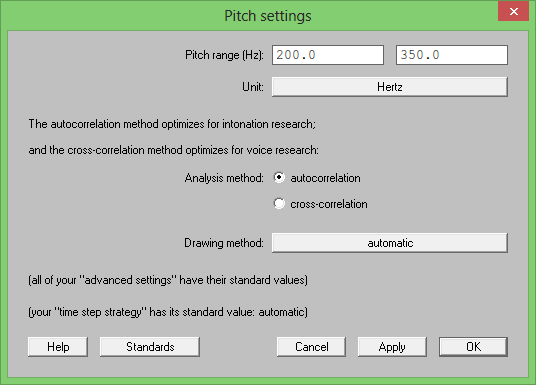 Pitch settings
Pitch range (Hz): 200.0 350.0
Unit: Hertz
The autocorrelation method optimizes for intonation research;
and the cross-correlation method optimizes for voice research:
Analysis method: autocorrelation
cross-correlation
Drawing method: automatic
(all of your "advanced settings" have their standard values)
(your "time step strategy" has its standard value: automatic)
Help Standards Cancel Apply OK